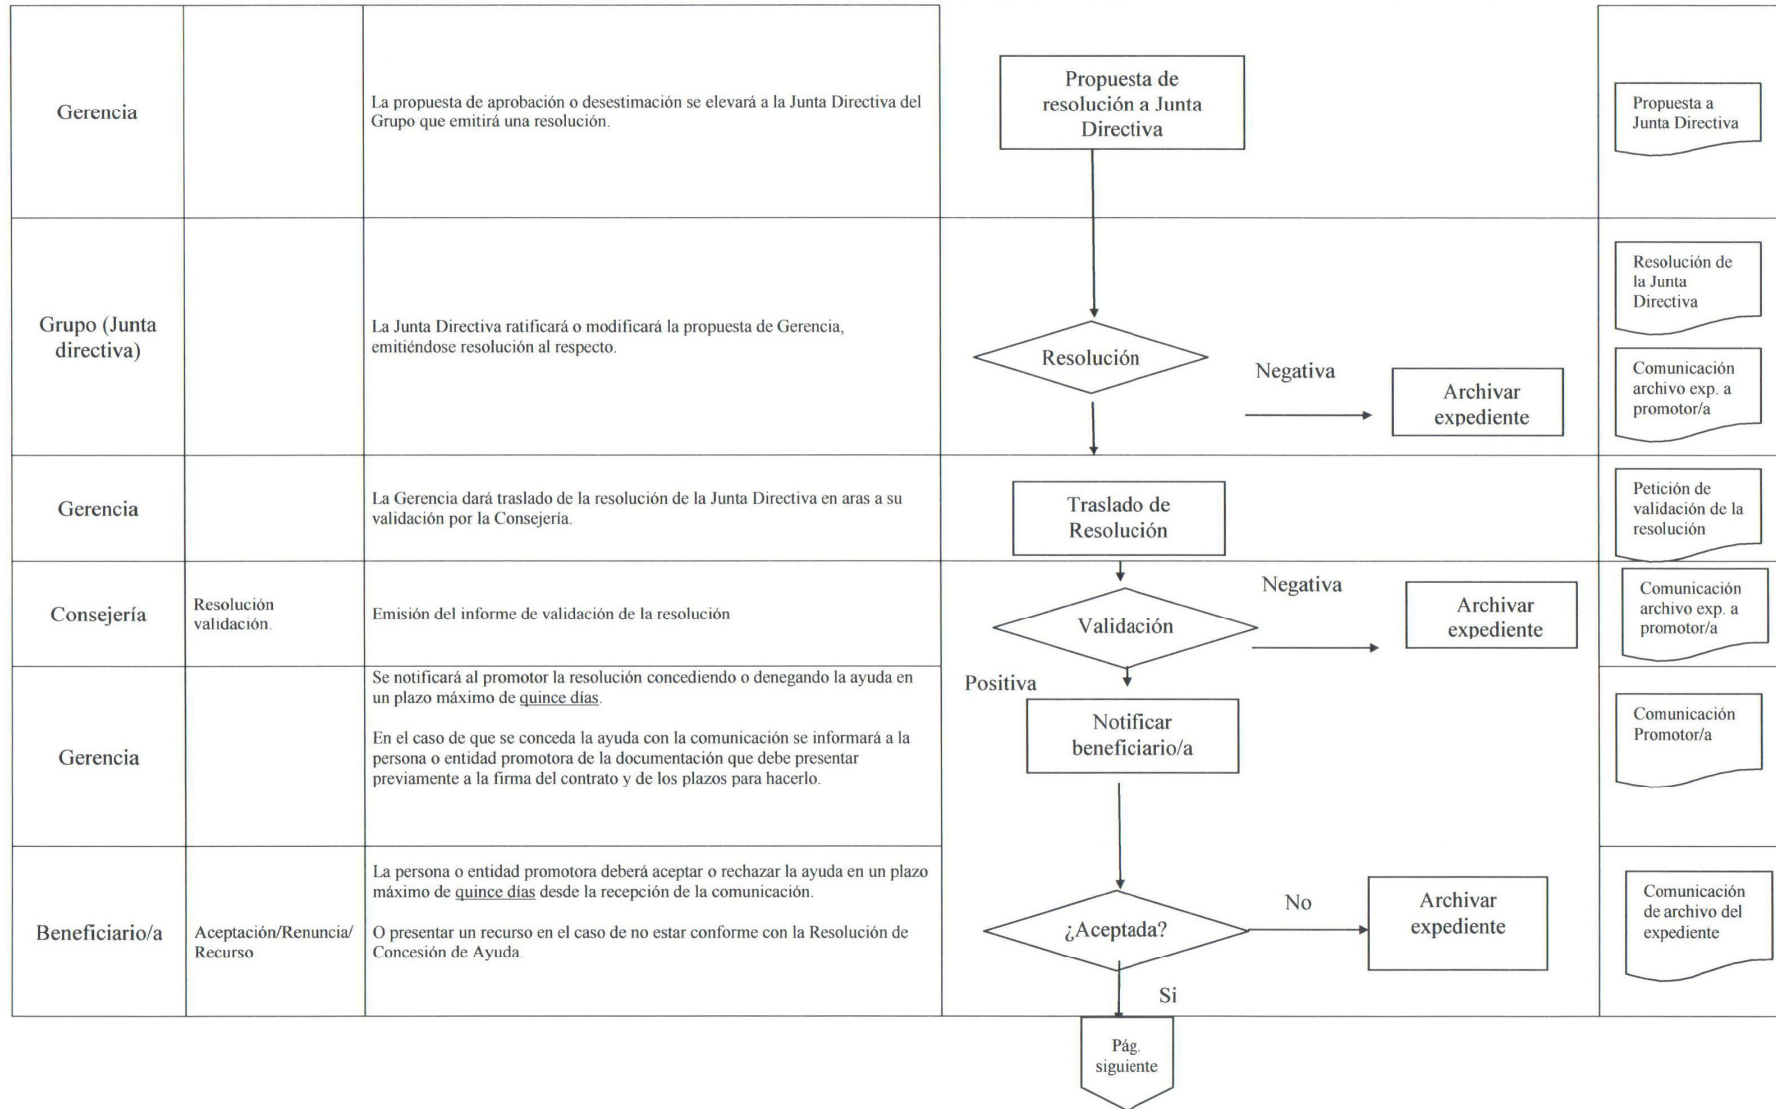 Gerencia
La propuesta de aprobación o desestimación se elevará a la Junta Directiva del
Grupo que emitirá una resolución.
Propuesta de
resolución a Junta
Directiva
Propuesta a
Junta Directiva
Grupo (Junta
directiva)
La Junta Directiva ratificará o modificará la propuesta de Gerencia,
emitiéndose resolución al respecto.
Resolución
Negativa
Archivar
expediente
Resolución de
la Junta
Directiva
Comunicación
archivo exp. a
promotor/a
Gerencia
La Gerencia dará traslado de la resolución de la Junta Directiva en aras a su
validación por la Consejería.
Traslado de
Resolución
Petición de
validación de la
resolución
Consejería
Resolución
validación.
Emisión del informe de validación de la resolución
Validación
Negativa
Archivar
expediente
Comunicación
archivo exp. a
promotor/a
Gerencia
Se notificará al promotor la resolución concediendo o denegando la ayuda en
un plazo máximo de quince días.
En el caso de que se conceda la ayuda con la comunicación se informará a la
persona o entidad promotora de la documentación que debe presentar
previamente a la firma del contrato y de los plazos para hacerlo.
Positiva
Notificar
beneficiario/a
Comunicación
Promotor/a
Beneficiario/a
Aceptación/Renuncia/
Recurso
La persona o entidad promotora deberá aceptar o rechazar la ayuda en un plazo
máximo de quince días desde la recepción de la comunicación.
O presentar un recurso en el caso de no estar conforme con la Resolución de
Concesión de Ayuda.
¿Aceptada?
No
Archivar
expediente
Comunicación
de archivo del
expediente
Si
Pág.
siguiente